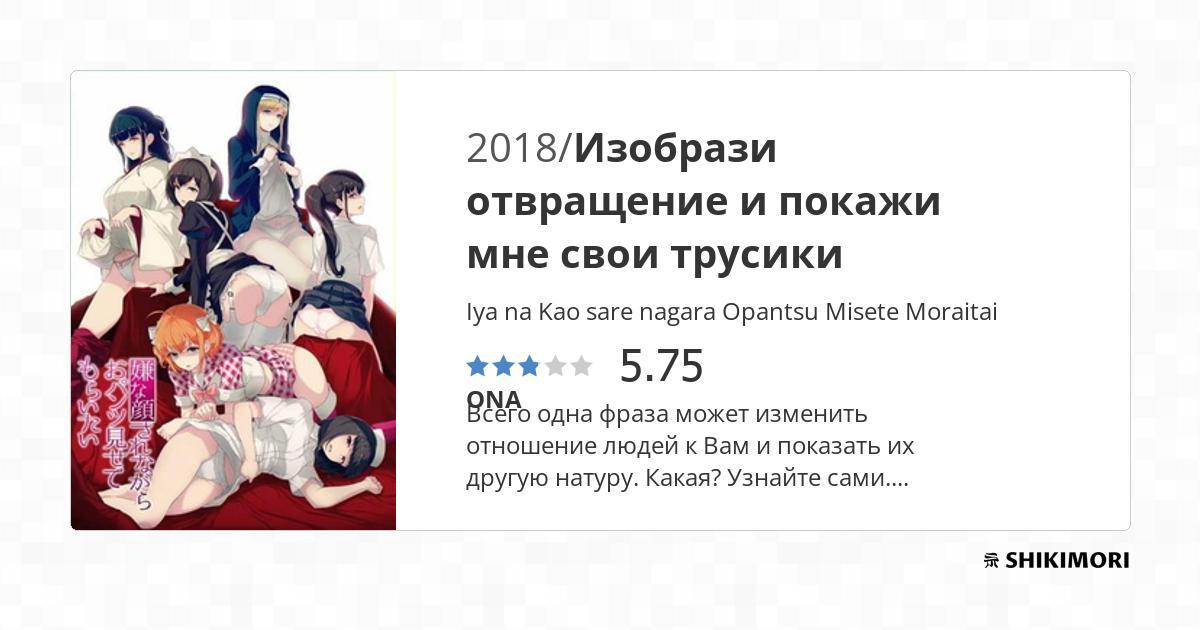 2018/Изобрази
отвращение и покажи
мне свои трусики
Iya na Kao sare nagara Opantsu Misete Moraitai
5.75
ONA
Всего одна фраза может изменить
отношение людей к Вам и показать их
другую натуру. Какая? Узнайте сами....
嫌な顔されながら
おパンツ見せて
もらいたい
SHIKIMORI